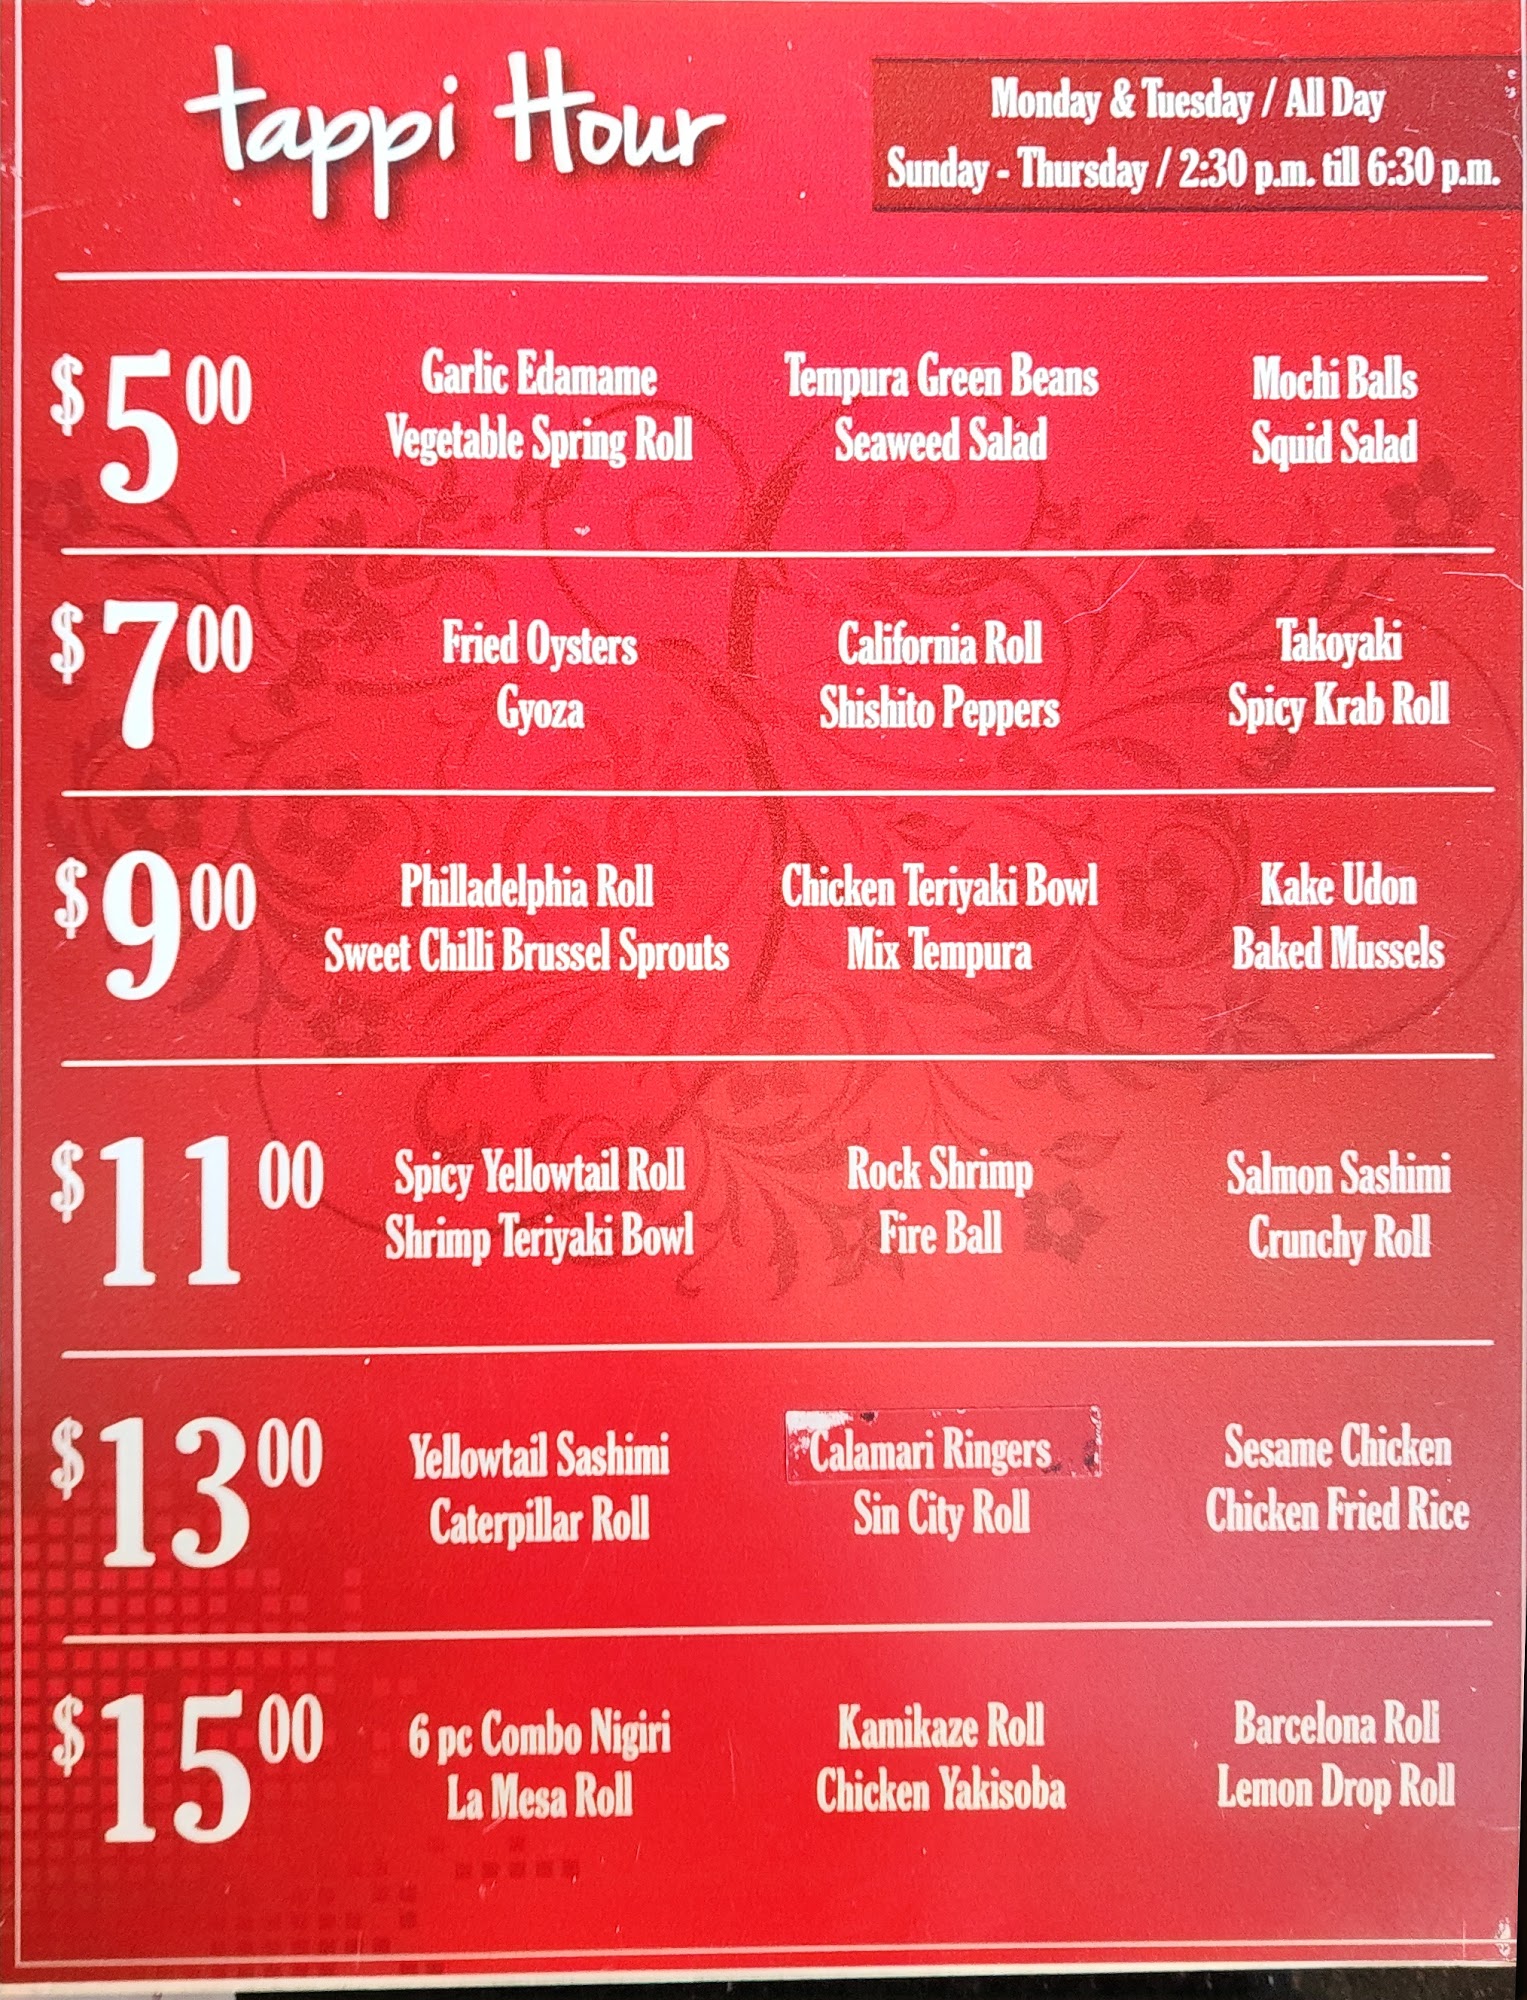 tappi Hour
Monday & Tuesday / All Day
Sunday - Thursday / 2:30 p.m. till 6:30 p.m.
$5.00
Garlic Edamame
Vegetable Spring Roll
Tempura Green Beans
Seaweed Salad
Mochi Balls
Squid Salad
$7.00
Fried Oysters
Gyoza
California Roll
Shishito Peppers
Takoyaki
Spicy Krab Roll
$9.00
Philladelphia Roll
Sweet Chilli Brussel Sprouts
Chicken Teriyaki Bowl
Mix Tempura
Kake Udon
Baked Mussels
$11.00
Spicy Yellowtail Roll
Shrimp Teriyaki Bowl
Rock Shrimp
Fire Ball
Salmon Sashimi
Crunchy Roll
$13.00
Yellowtail Sashimi
Caterpillar Roll
Calamari Ringers
Sin City Roll
Sesame Chicken
Chicken Fried Rice
$15.00
6 pc Combo Nigiri
La Mesa Roll
Kamikaze Roll
Chicken Yakisoba
Barcelona Roll
Lemon Drop Roll